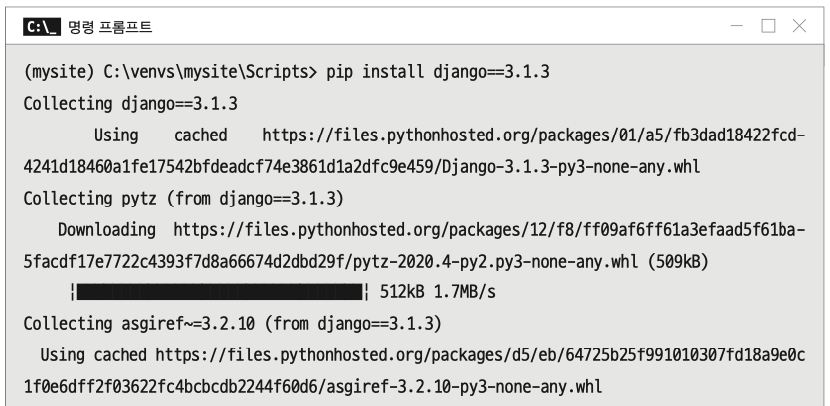 C:\_ 명령 프롬프트
(mysite) C:\venvs\mysite\Scripts> pip install django==3.1.3
Collecting django==3.1.3
Using cached https://files.pythonhosted.org/packages/01/a5/fb3dad18422fcd-
4241d18460a1fe17542bfdeadcf74e3861d1a2dfc9e459/Django-3.1.3-py3-none-any.whl
Collecting pytz (from django==3.1.3)
Downloading https://files.pythonhosted.org/packages/12/f8/ff09af6ff61a3efaad5f61ba-
5facdf17e7722c4393f7d8a66674d2dbd29f/pytz-2020.4-py2.py3-none-any.whl (509kB)
512kB 1.7MB/s
Collecting asgiref~=3.2.10 (from django==3.1.3)
Using cached https://files.pythonhosted.org/packages/d5/eb/64725b25f991010307fd18a9e0c
1f0e6dff2f03622fc4bcbcdb2244f60d6/asgiref-3.2.10-py3-none-any.whl